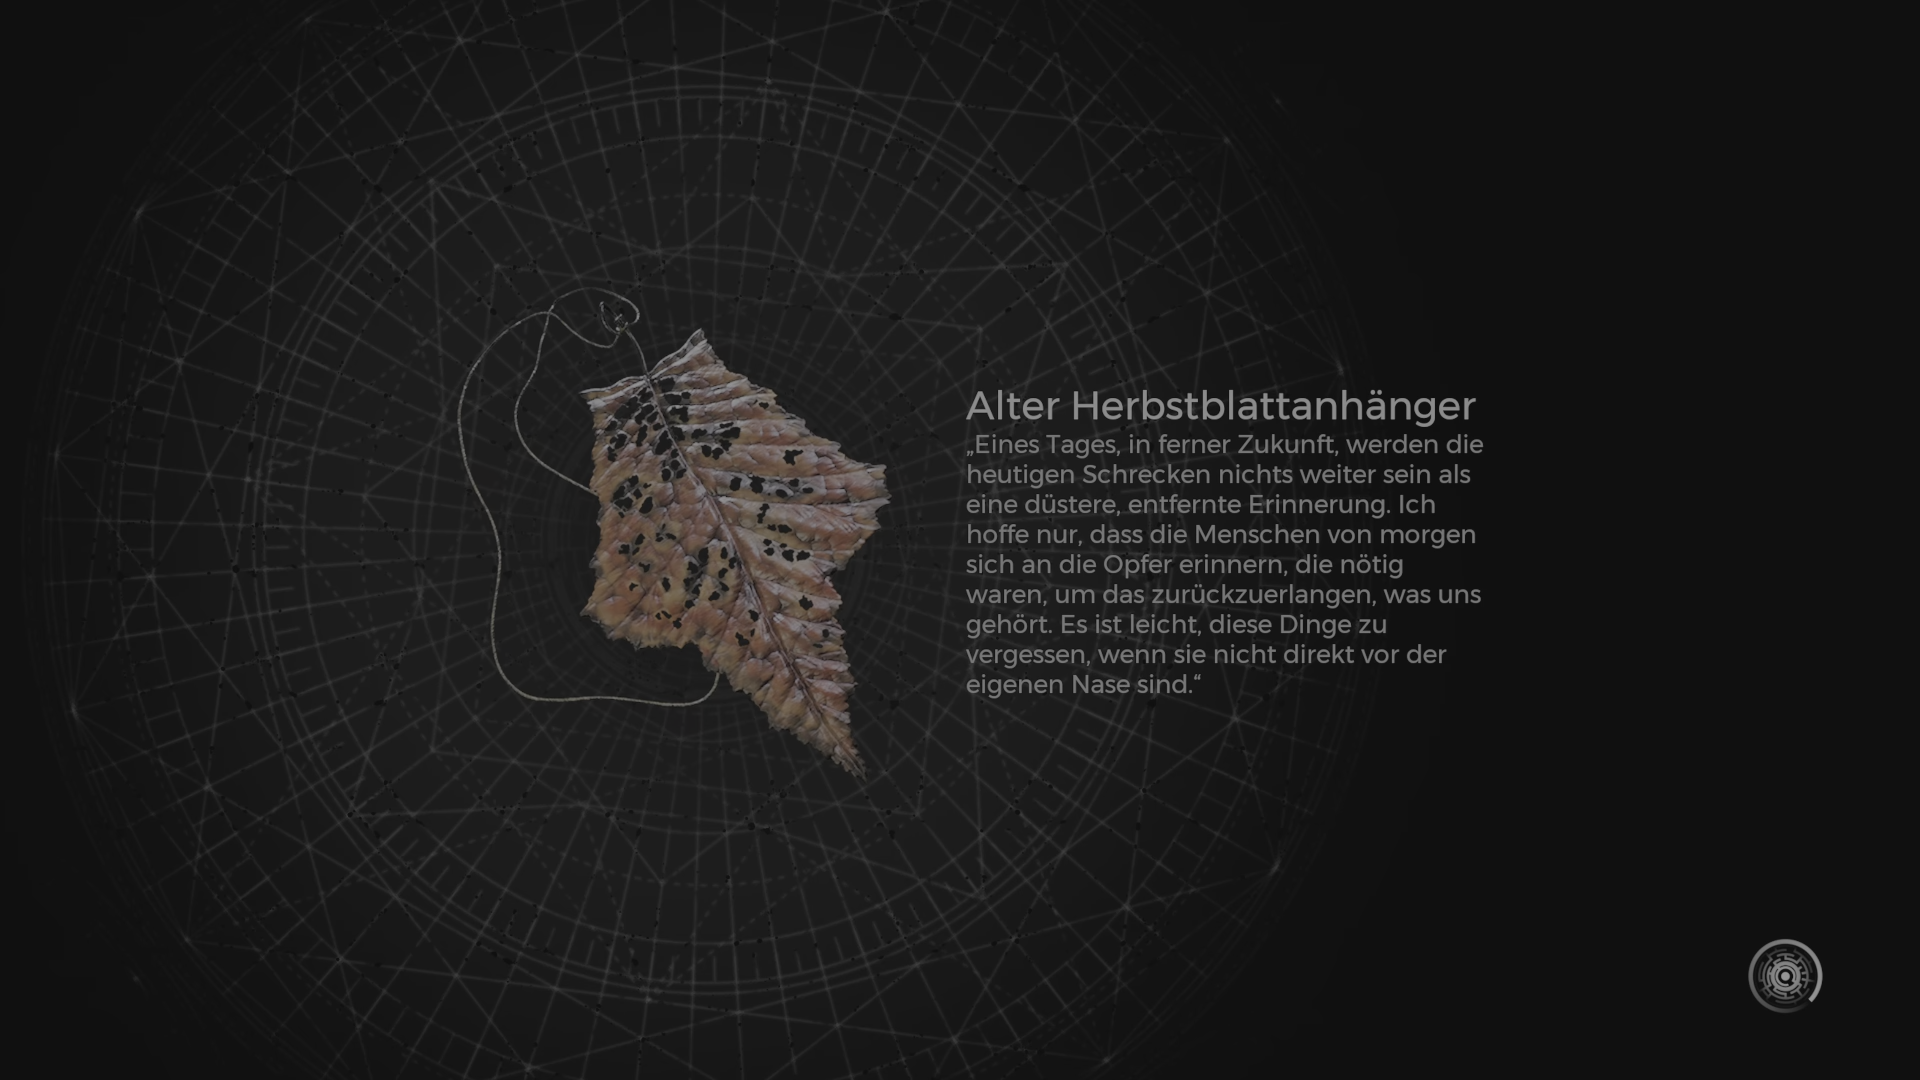 Alter Herbstblattanhänger
„Eines Tages, in ferner Zukunft, werden die
heutigen Schrecken nichts weiter sein als
eine düstere, entfernte Erinnerung. Ich
hoffe nur, dass die Menschen von morgen
sich an die Opfer erinnern, die nötig
waren, um das zurückzuerlangen, was uns
gehört. Es ist leicht, diese Dinge zu
vergessen, wenn sie nicht direkt vor der
eigenen Nase sind.“